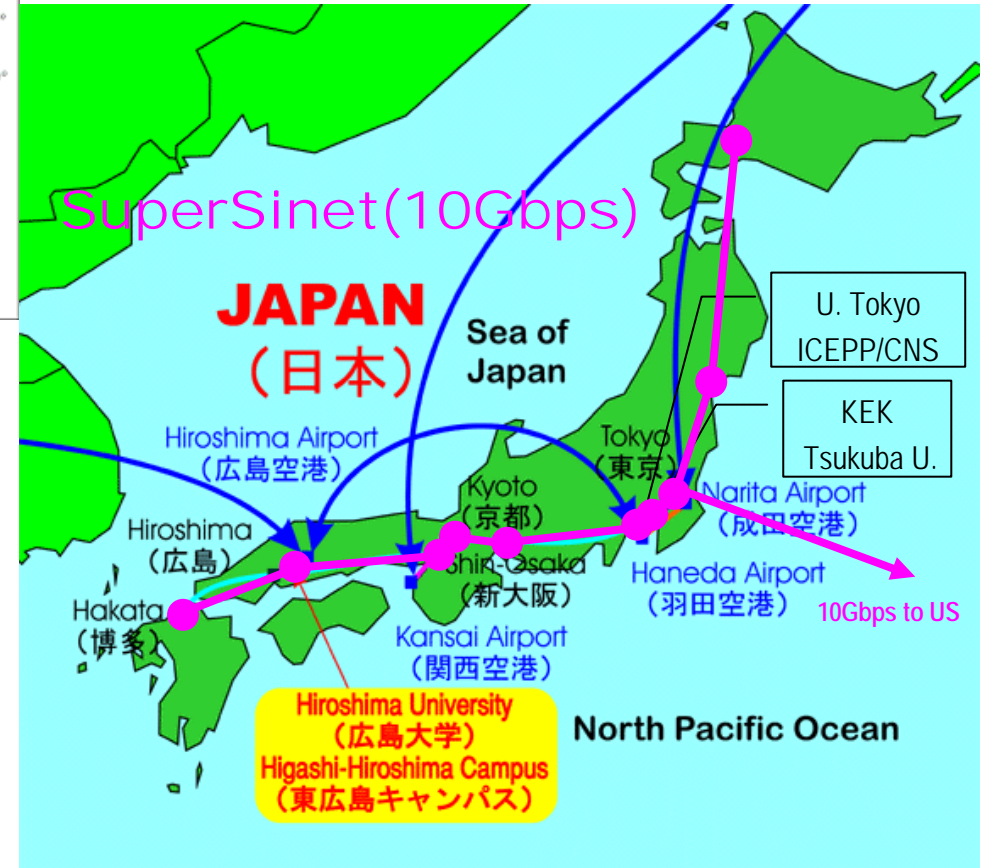 SuperSinet(10Gbps)
JAPAN
(日本)
Sea of
Japan
U. Tokyo
ICEPP/CNS
KEK
Tsukuba U.
Hiroshima Airport
(広島空港)
Tokyo
(東京)
Kyoto
(京都)
Narita Airport
(成田空港)
Hiroshima
(広島)
Shin-Osaka
(新大阪)
Haneda Airport
(羽田空港)
10Gbps to US
Hakata
(博多)
Kansai Airport
(関西空港)
Hiroshima University
(広島大学)
Higashi-Hiroshima Campus
(東広島キャンパス)
North Pacific Ocean